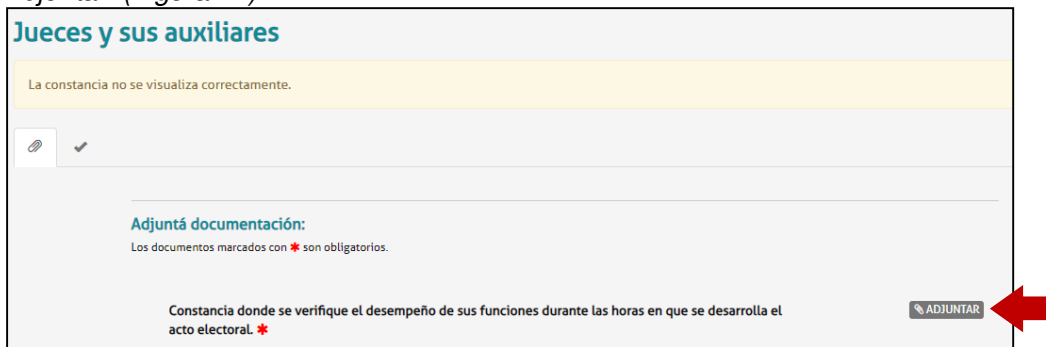 Jueces y sus auxiliares
La constancia no se visualiza correctamente.
Adjuntá documentación:
Los documentos marcados con * son obligatorios.
Constancia donde se verifique el desempeño de sus funciones durante las horas en que se desarrolla el
acto electoral. *
ADJUNTAR